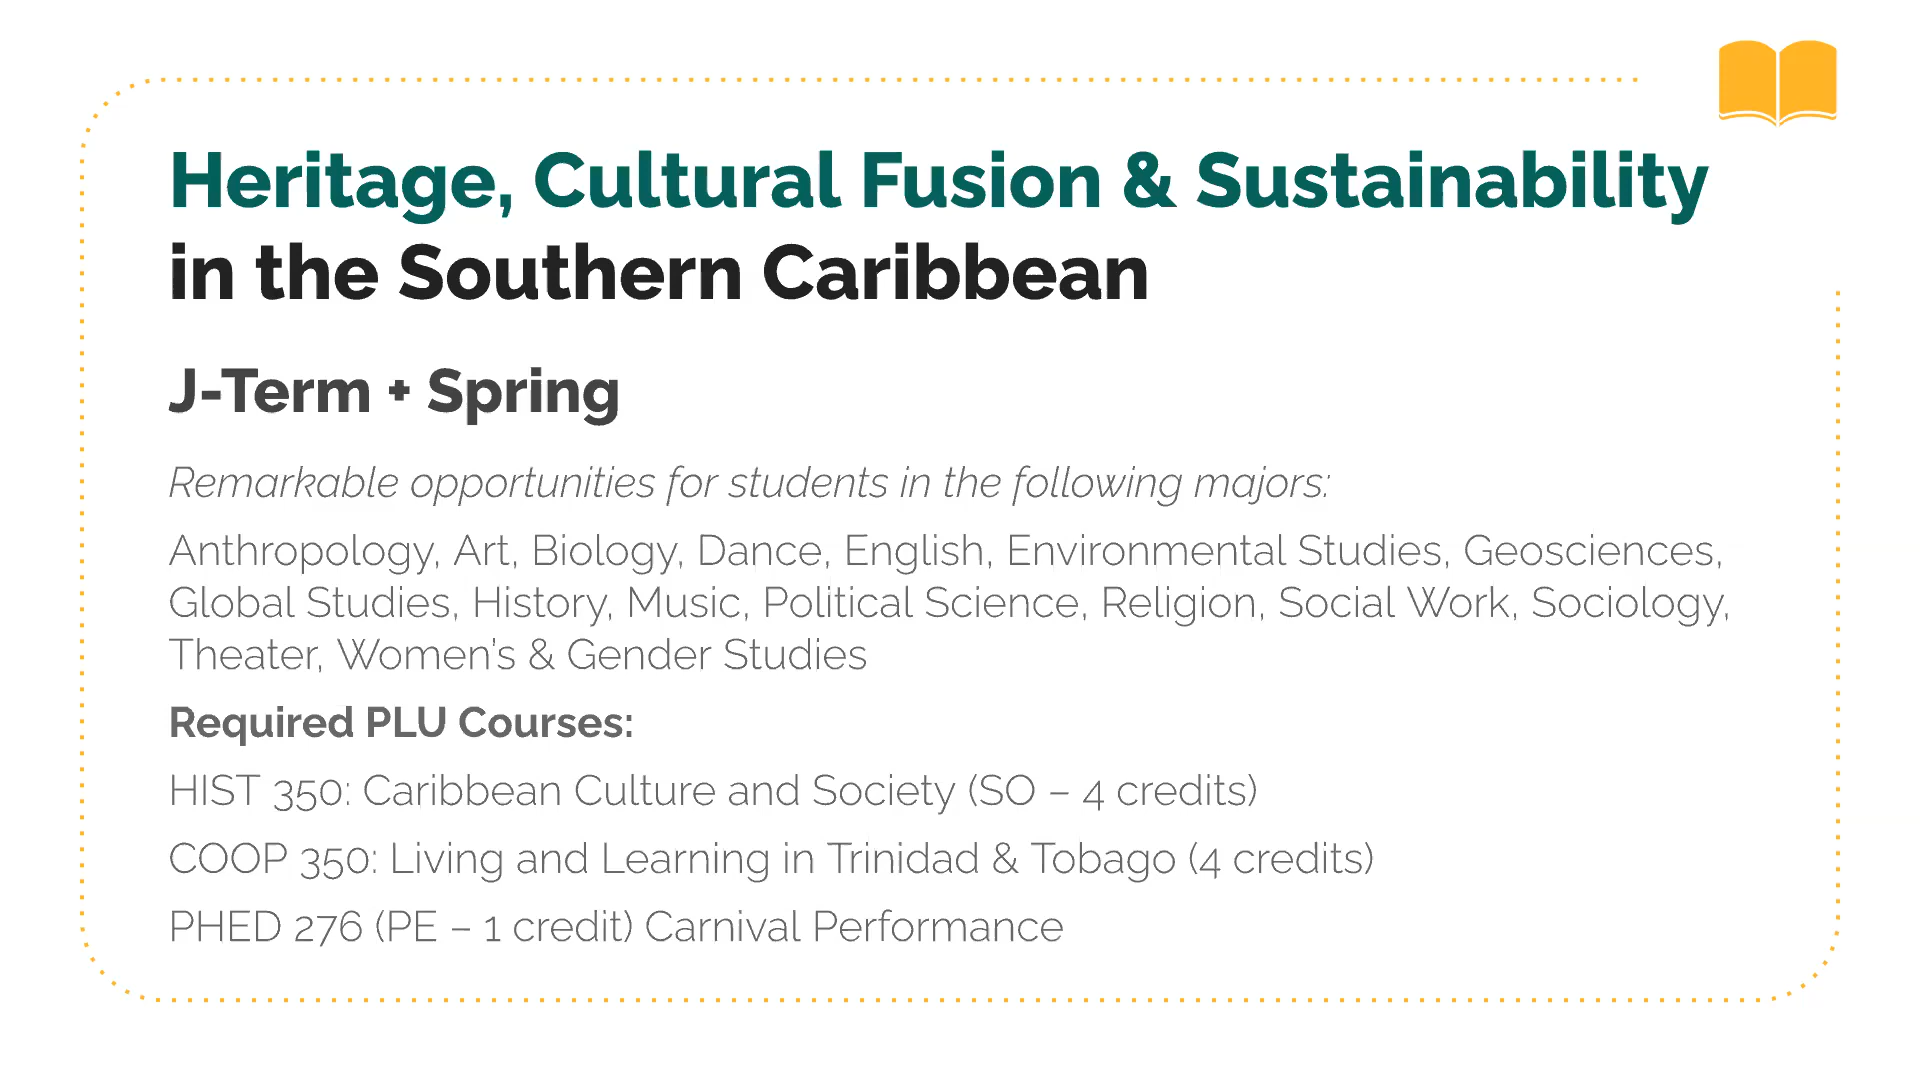 Heritage, Cultural Fusion & Sustainability
in the Southern Caribbean
J-Term + Spring
Remarkable opportunities for students in the following majors:
Anthropology, Art, Biology, Dance, English, Environmental Studies, Geosciences,
Global Studies, History, Music, Political Science, Religion, Social Work, Sociology,
Theater, Women's & Gender Studies
Required PLU Courses:
HIST 350: Caribbean Culture and Society (SO – 4 credits)
COOP 350: Living and Learning in Trinidad & Tobago (4 credits)
PHED 276 (PE – 1 credit) Carnival Performance